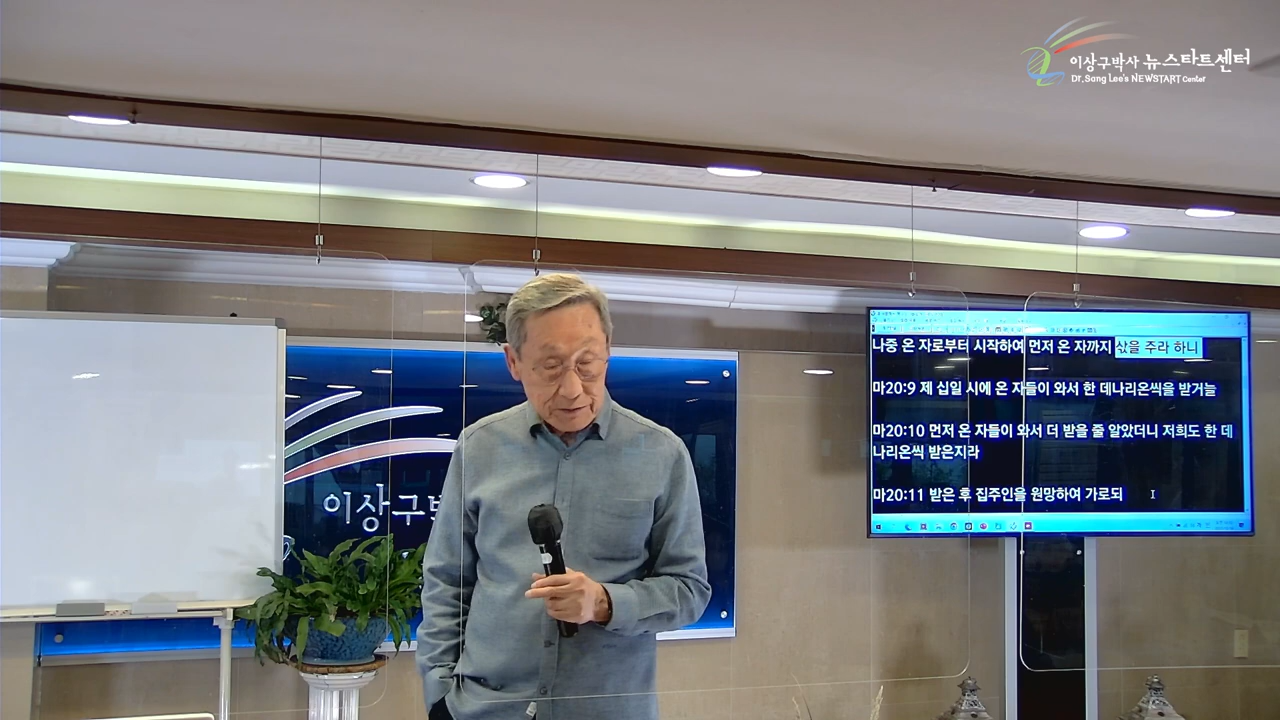 이상구박사 뉴스타트센터
Dr. Sang Lee's NEWSTART Center
나중 온 자로부터 시작하여 먼저 온 자까지 삯을 주라 하니
마20:9 제 십일 시에 온 자들이 와서 한 데나리온씩을 받거늘
마20:10 먼저 온 자들이 와서 더 받을 줄 알았더니 저희도 한 데
나리온씩 받은지라
마20:11 받은 후 집주인을 원망하여 가로되
이상구